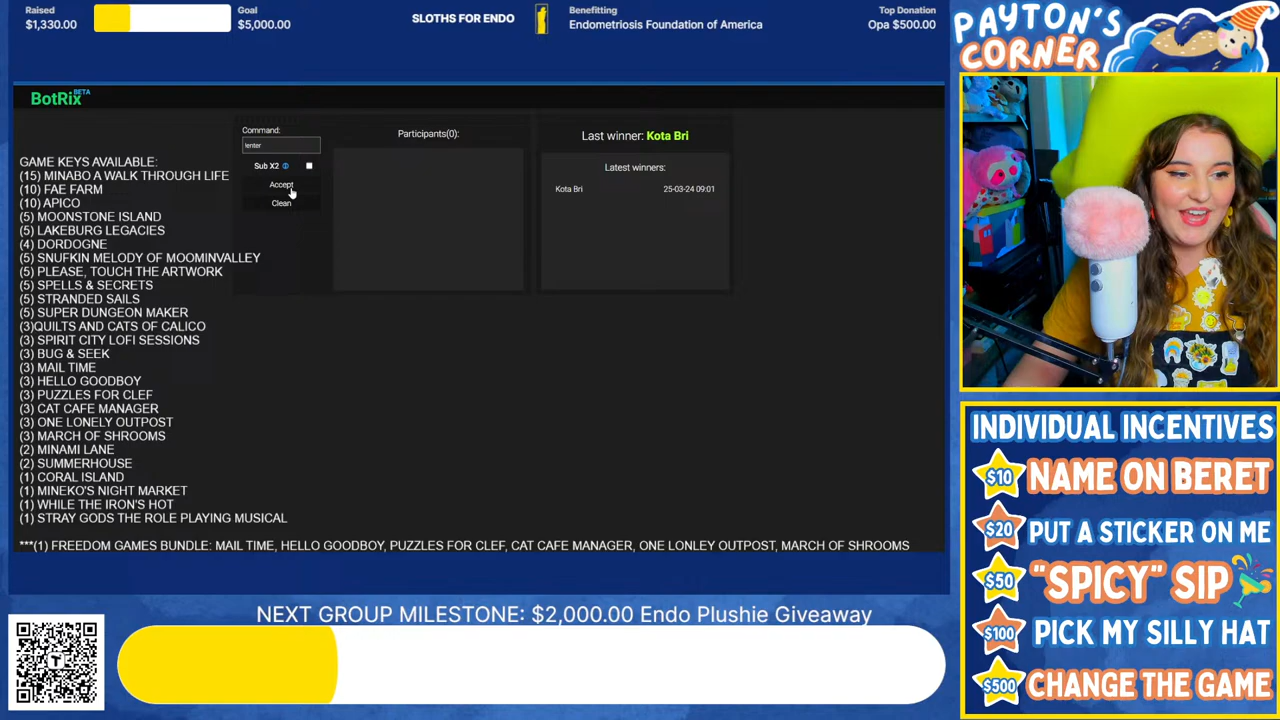 Raised
$1,330.00
Goal
$5,000.00
SLOTHS FOR ENDO
Benefitting
Endometriosis Foundation of America
Top Donation
Opa $500.00
PAYTON'S
CORNER
BotRix BETA
Command:
!enter
Sub X2
Accept
Clean
Participants(0):
Last winner: Kota Bri
Latest winners:
Kota Bri 25-03-24 09:01
GAME KEYS AVAILABLE:
(15) MINABO A WALK THROUGH LIFE
(10) FAE FARM
(10) APICO
(5) MOONSTONE ISLAND
(5) LAKEBURG LEGACIES
(4) DORDOGNE
(5) SNUFKIN MELODY OF MOOMINVALLEY
(5) PLEASE, TOUCH THE ARTWORK
(5) SPELLS & SECRETS
(5) STRANDED SAILS
(5) SUPER DUNGEON MAKER
(3)QUILTS AND CATS OF CALICO
(3) SPIRIT CITY LOFI SESSIONS
(3) BUG & SEEK
(3) MAIL TIME
(3) HELLO GOODBOY
(3) PUZZLES FOR CLEF
(3) CAT CAFE MANAGER
(3) ONE LONELY OUTPOST
(3) MARCH OF SHROOMS
(2) MINAMI LANE
(2) SUMMERHOUSE
(1) CORAL ISLAND
(1) MINEKO'S NIGHT MARKET
(1) WHILE THE IRON'S HOT
(1) STRAY GODS THE ROLE PLAYING MUSICAL
***(1) FREEDOM GAMES BUNDLE: MAIL TIME, HELLO GOODBOY, PUZZLES FOR CLEF, CAT CAFE MANAGER, ONE LONLEY OUTPOST, MARCH OF SHROOMS
INDIVIDUAL INCENTIVES
$10 NAME ON BERET
$20 PUT A STICKER ON ME
$50 "SPICY" SIP
$100 PICK MY SILLY HAT
$500 CHANGE THE GAME
NEXT GROUP MILESTONE: $2,000.00 Endo Plushie Giveaway